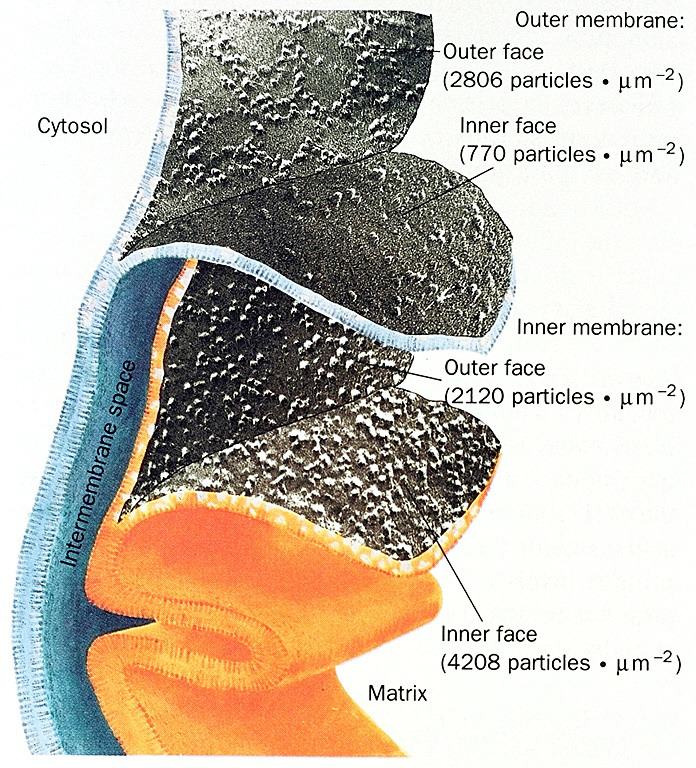 Outer membrane:
Outer face
(2806 particles • μm⁻²)
Cytosol
Inner face
(770 particles • μm⁻²)
Inner membrane:
Outer face
(2120 particles • μm⁻²)
Intermembrane space
Inner face
(4208 particles • μm⁻²)
Matrix